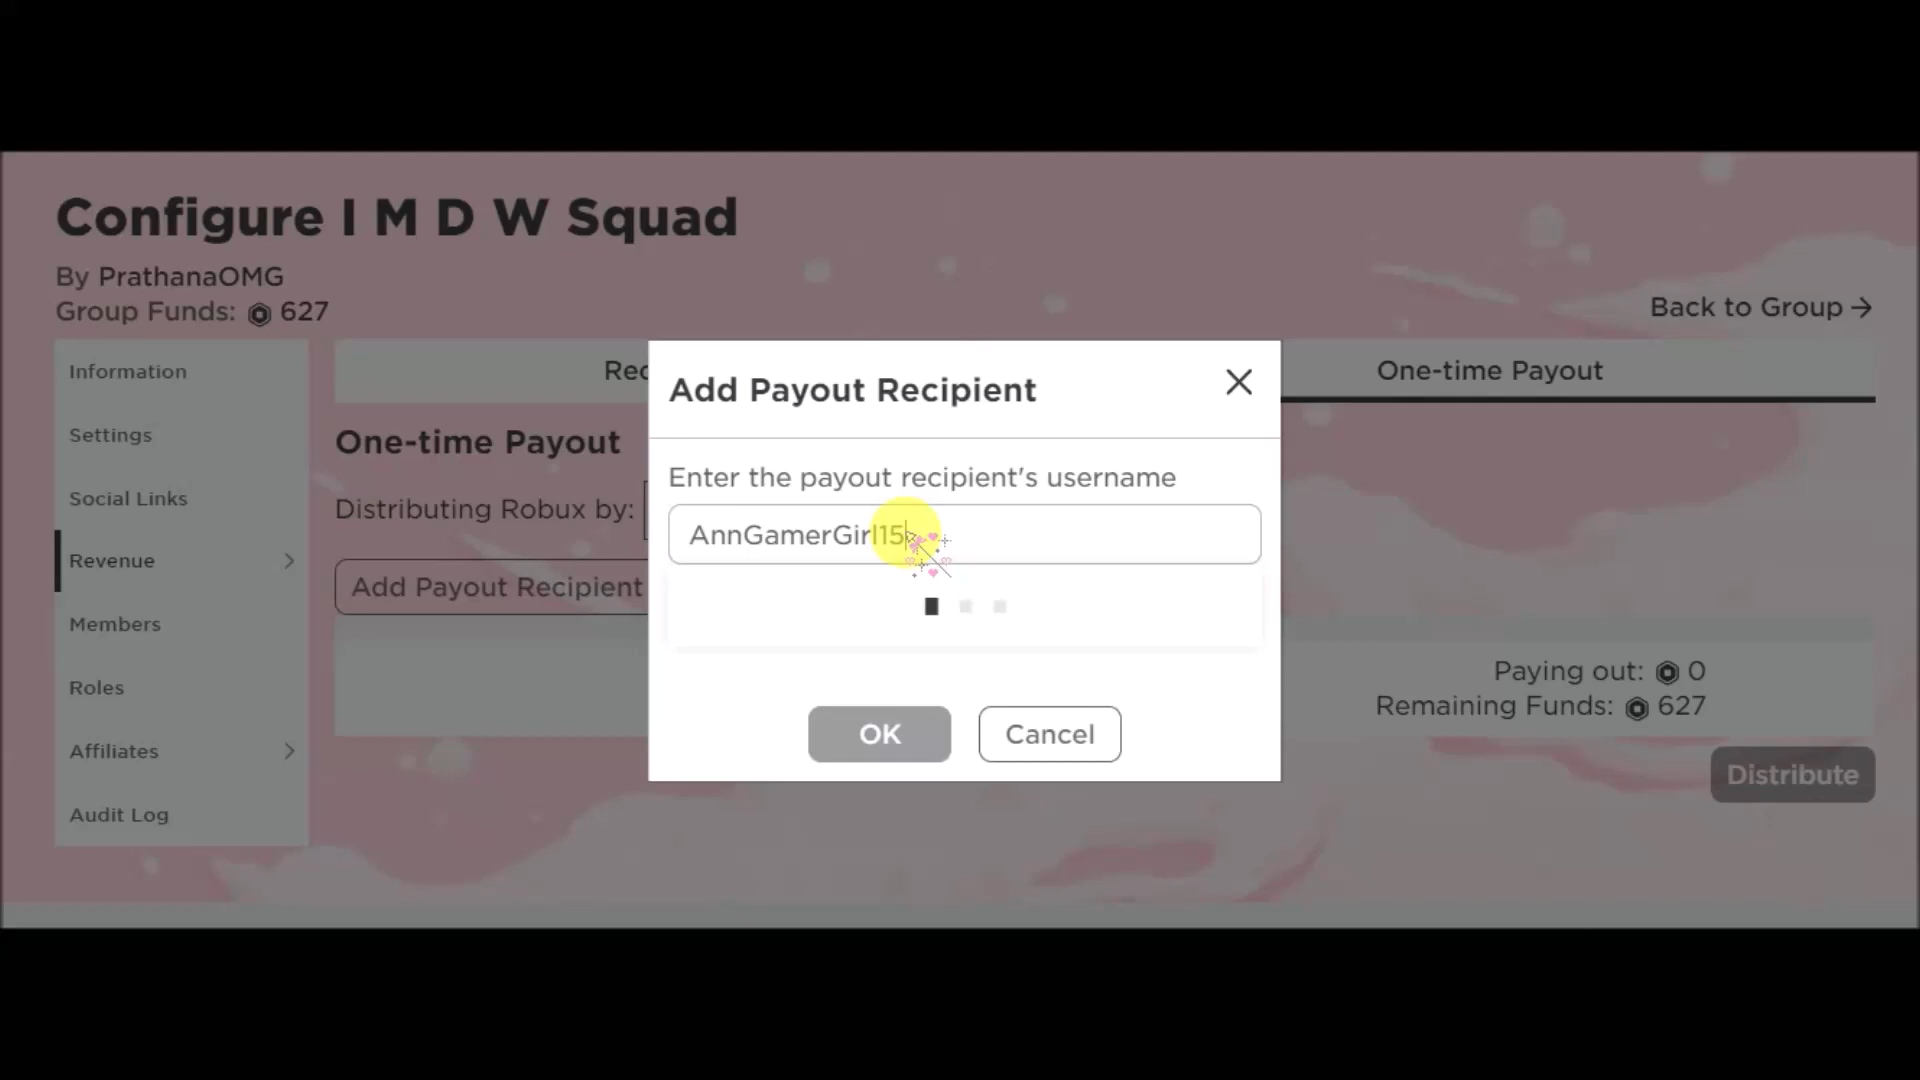 Configure I M D W Squad
By PrathanaOMG
Group Funds: 627
Back to Group →
Information
Settings
Social Links
Revenue
Members
Roles
Affiliates
Audit Log
One-time Payout
One-time Payout
Distributing Robux by:
Add Payout Recipient
Add Payout Recipient
Enter the payout recipient's username
AnnGamerGirl15
OK
Cancel
Paying out: 0
Remaining Funds: 627
Distribute